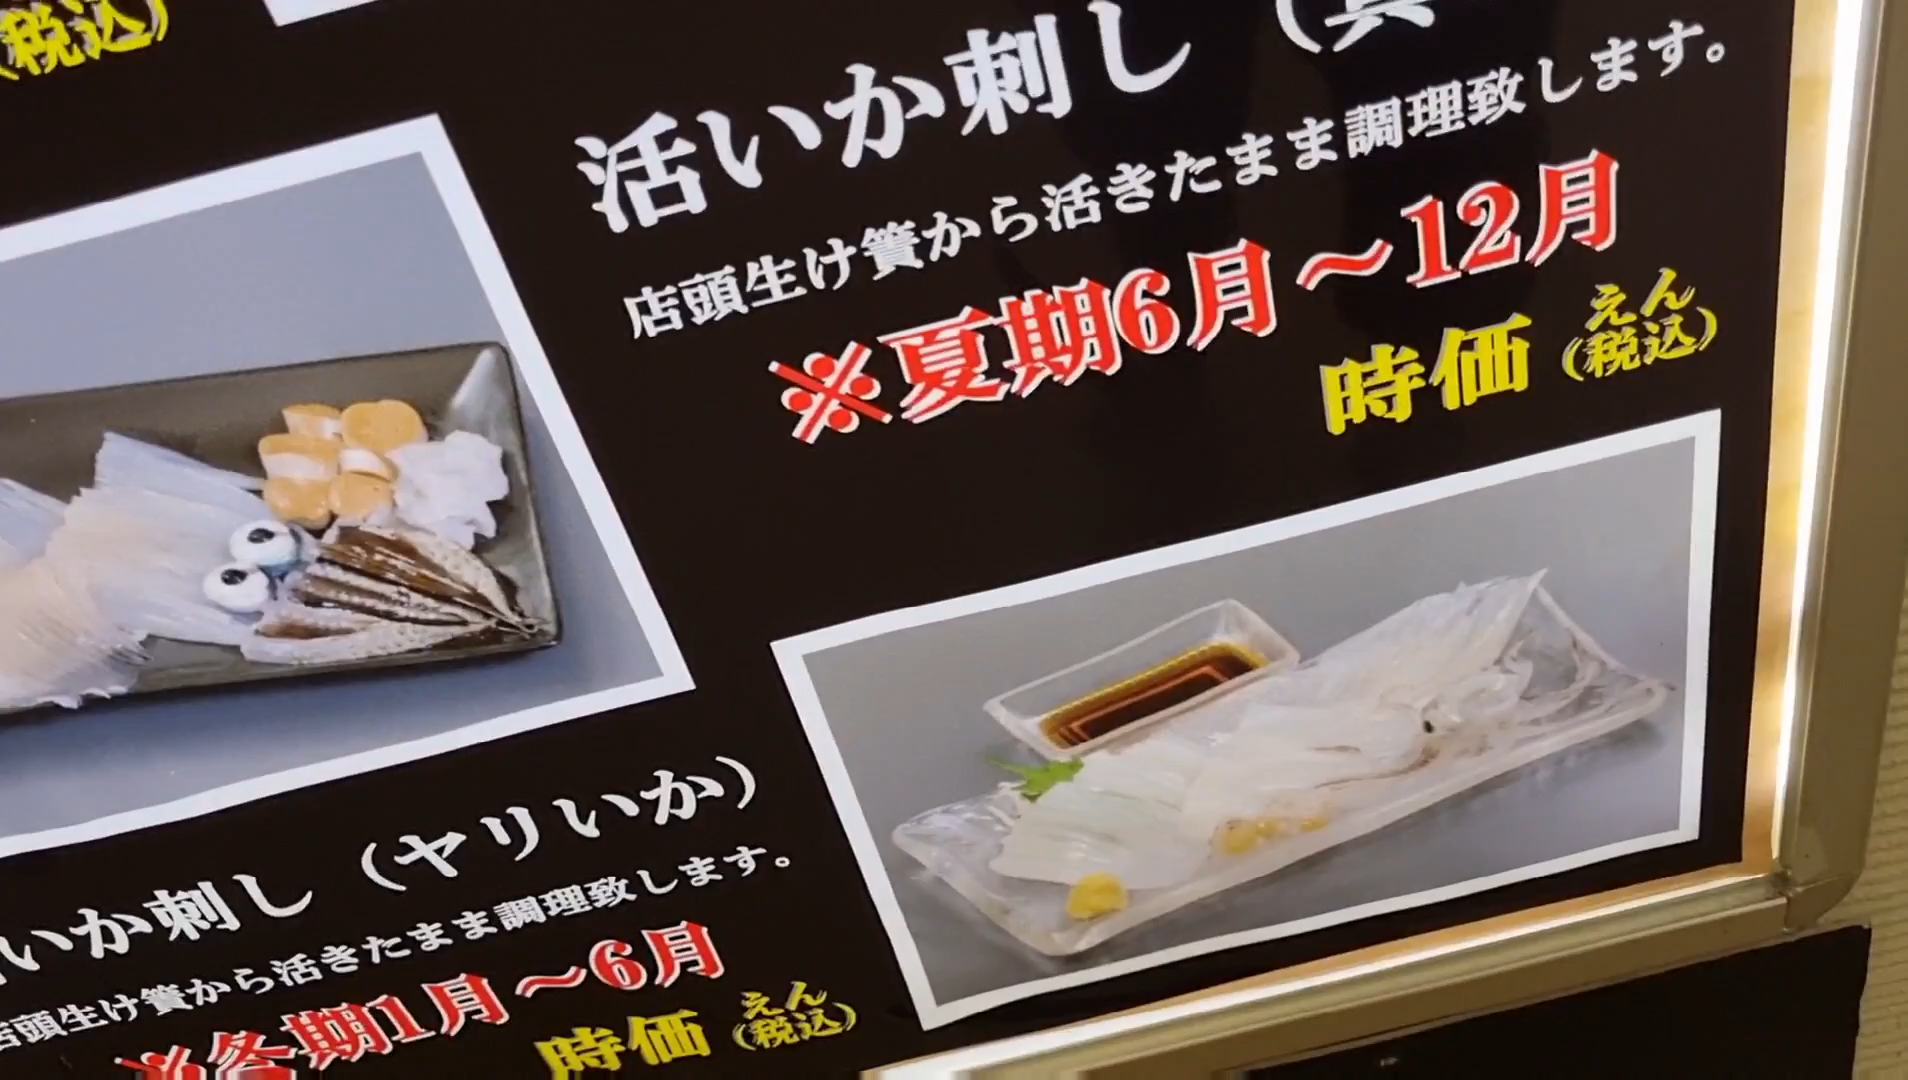 (税込)
活いか刺し（真
店頭生け簀から活きたまま調理致します。
※夏期6月～12月
時価 えん(税込)
いか刺し（ヤリいか）
店頭生け簀から活きたまま調理致します。
※冬期1月～6月
時価 えん(税込)